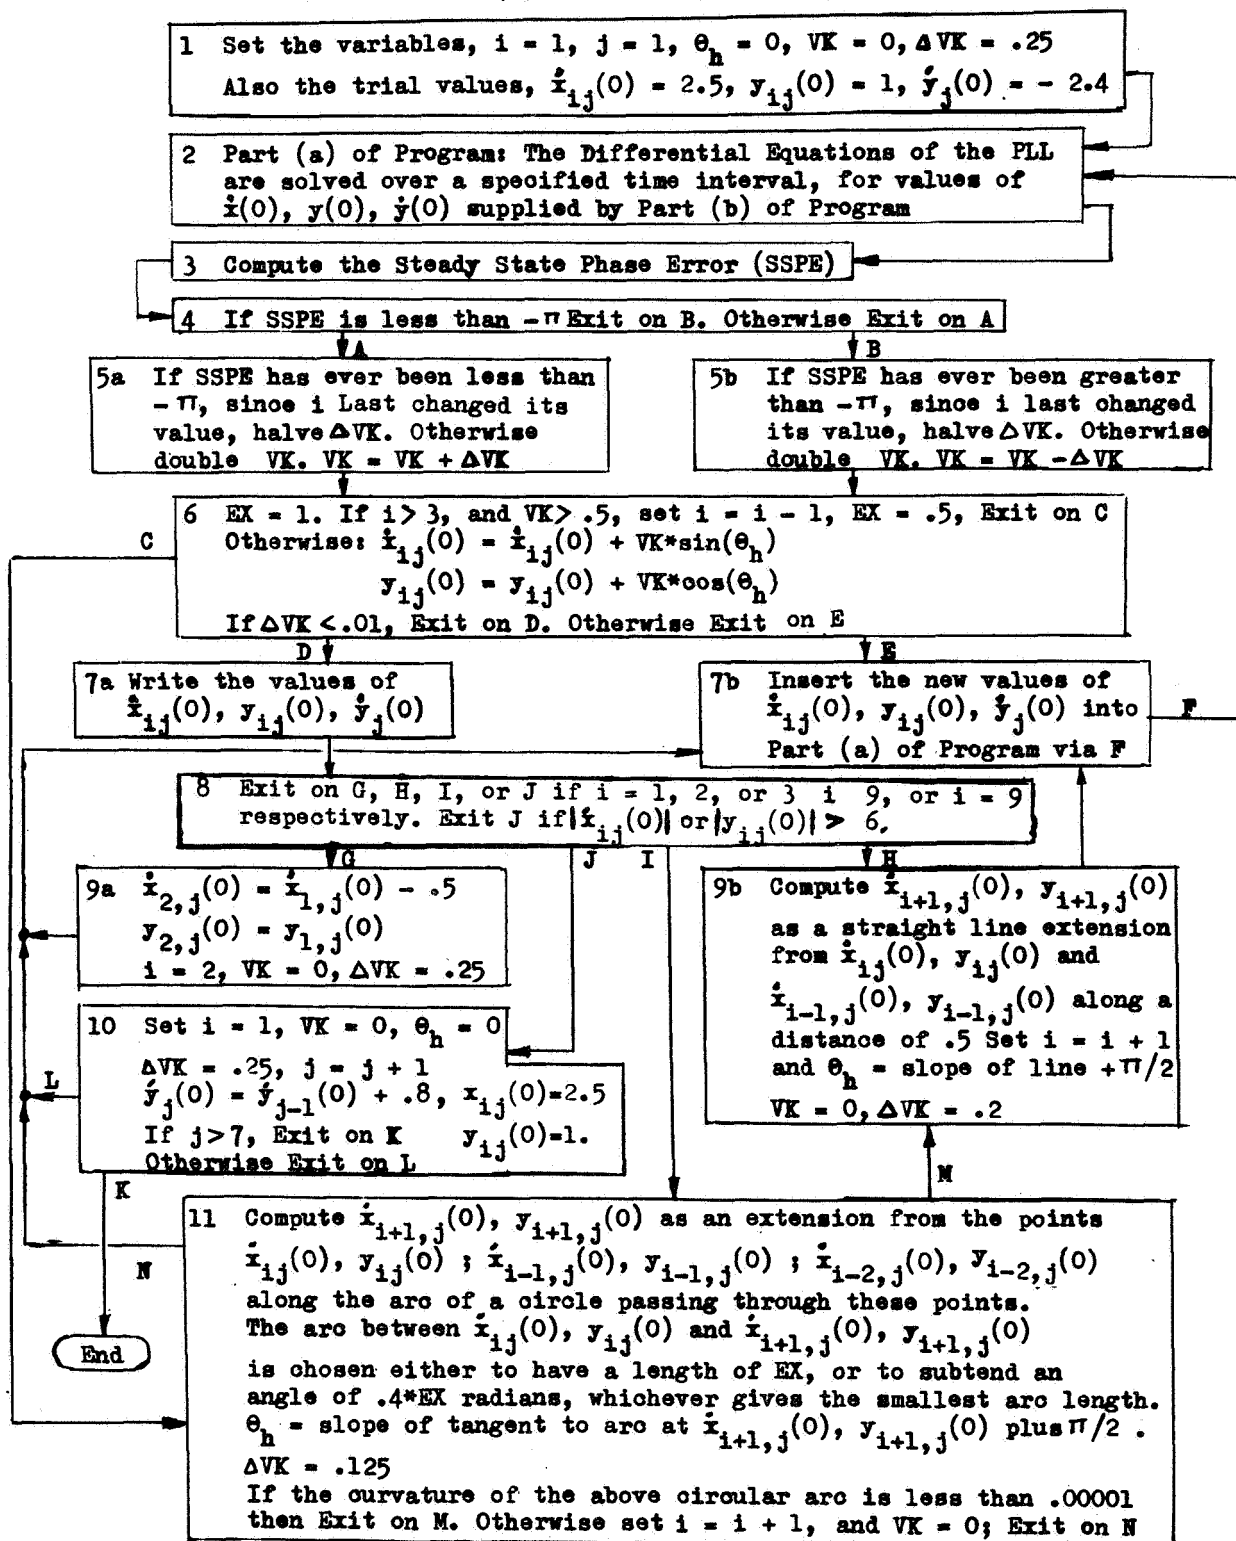 1 Set the variables, i = 1, j = 1, θh = 0, VK = 0, ΔVK = .25
Also the trial values, ẋij(0) = 2.5, yij(0) = 1, ẏj(0) = - 2.4
2 Part (a) of Program: The Differential Equations of the PLL
are solved over a specified time interval, for values of
ẋ(0), y(0), ẏ(0) supplied by Part (b) of Program
3 Compute the Steady State Phase Error (SSPE)
4 If SSPE is less than -π Exit on B. Otherwise Exit on A
A
B
5a If SSPE has ever been less than
-π, since i Last changed its
value, halve ΔVK. Otherwise
double VK. VK = VK + ΔVK
5b If SSPE has ever been greater
than -π, since i last changed
its value, halve ΔVK. Otherwise
double VK. VK = VK -ΔVK
C
6 EX = 1. If i> 3, and VK> .5, set i = i - 1, EX = .5, Exit on C
Otherwise: ẋij(0) = ẋij(0) + VK*sin(θh)
yij(0) = yij(0) + VK*cos(θh)
If ΔVK <.01, Exit on D. Otherwise Exit on E
D
E
7a Write the values of
ẋij(0), yij(0), ẏj(0)
7b Insert the new values of
ẋij(0), yij(0), ẏj(0) into
Part (a) of Program via F
F
8 Exit on G, H, I, or J if i = 1, 2, or 3 i 9, or i = 9
respectively. Exit J if |ẋij(0)| or |yij(0)| > 6.
G
J
I
H
9a ẋ2,j(0) = ẋ1,j(0) - .5
y2,j(0) = y1,j(0)
i = 2, VK = 0, ΔVK = .25
9b Compute ẋi+1,j(0), yi+1,j(0)
as a straight line extension
from ẋij(0), yij(0) and
ẋi-1,j(0), yi-1,j(0) along a
distance of .5 Set i = i + 1
and θh = slope of line +π/2
VK = 0, ΔVK = .2
10 Set i = 1, VK = 0, θh = 0
ΔVK = .25, j = j + 1
ẏj(0) = ẏj-1(0) + .8, xij(0)=2.5
If j>7, Exit on K yij(0)=1.
Otherwise Exit on L
L
K
M
N
11 Compute ẋi+1,j(0), yi+1,j(0) as an extension from the points
ẋij(0), yij(0) ; ẋi-1,j(0), yi-1,j(0) ; ẋi-2,j(0), yi-2,j(0)
along the arc of a circle passing through these points.
The arc between ẋij(0), yij(0) and ẋi+1,j(0), yi+1,j(0)
is chosen either to have a length of EX, or to subtend an
angle of .4*EX radians, whichever gives the smallest arc length.
θh = slope of tangent to arc at ẋi+1,j(0), yi+1,j(0) plus π/2 .
ΔVK = .125
If the curvature of the above circular arc is less than .00001
then Exit on M. Otherwise set i = i + 1, and VK = 0; Exit on N
End